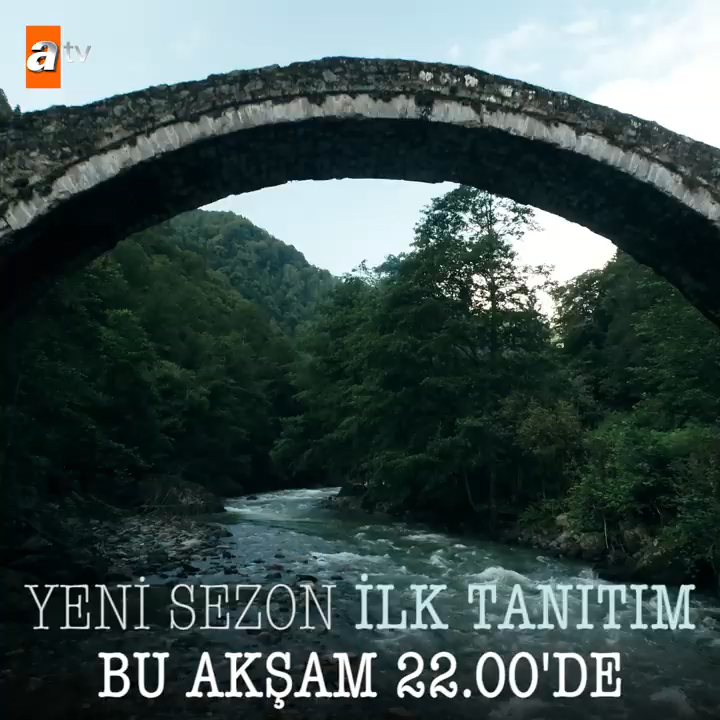 atv
YENİ SEZON İLK TANITIM
BU AKŞAM 22.00'DE